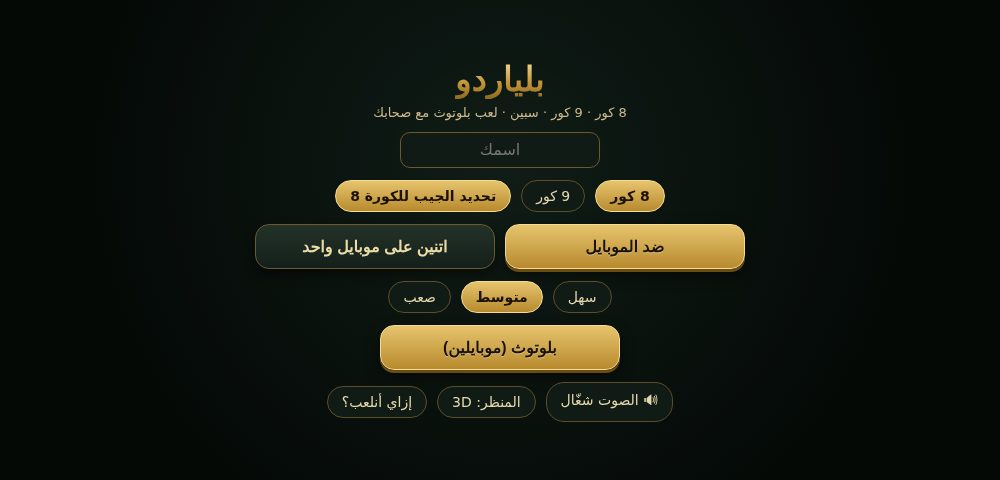 بلياردو
8 كور · 9 كور · سبين · لعب بلوتوث مع صحابك
اسمك
8 كور 9 كور تحديد الجيب للكورة 8
ضد الموبايل اتنين على موبايل واحد
سهل متوسط صعب
بلوتوث (موبايلين)
🔊 الصوت شغّال المنظر: 3D إزاي أنلعب؟